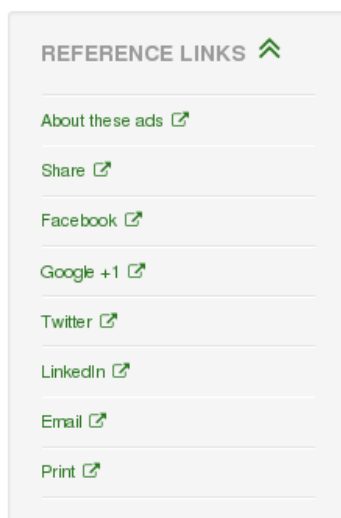 REFERENCE LINKS
About these ads
Share
Facebook
Google +1
Twitter
LinkedIn
Email
Print